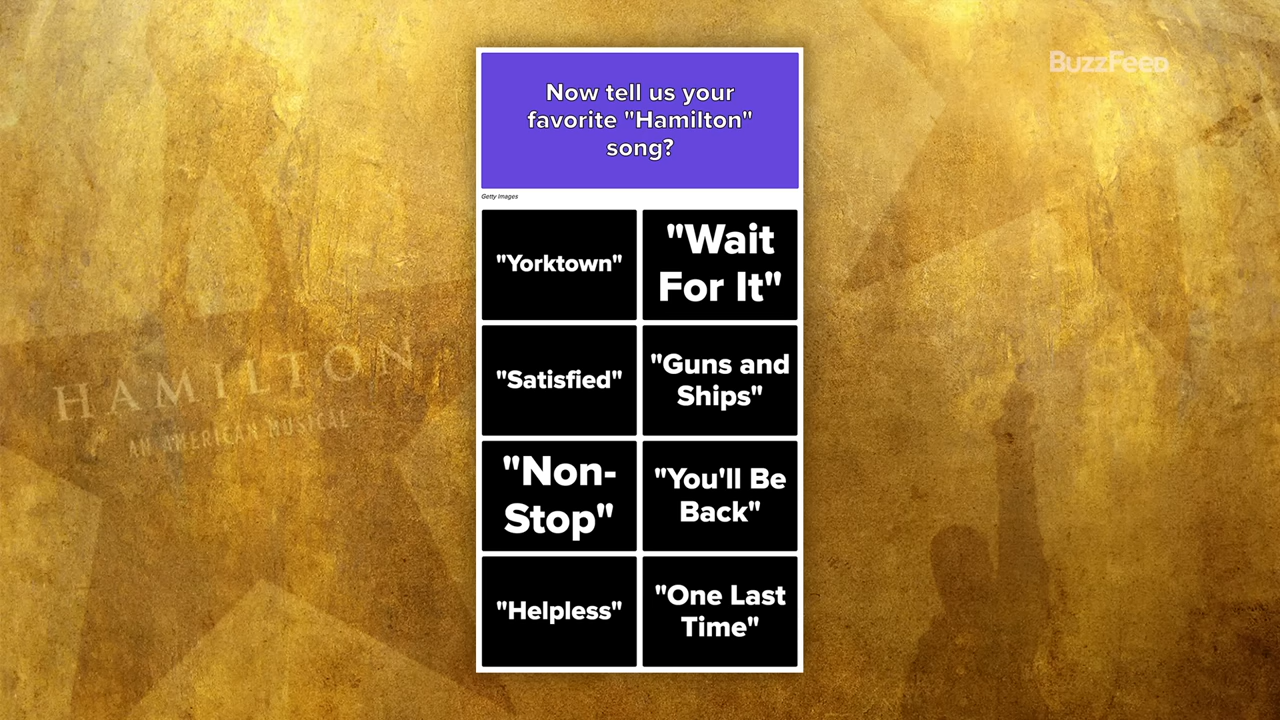 BuzzFeed
Now tell us your
favorite "Hamilton"
song?
Getty Images
"Yorktown"
"Wait
For It"
"Satisfied"
"Guns and
Ships"
"Non-
Stop"
"You'll Be
Back"
"Helpless"
"One Last
Time"
HAMILTON
AN AMERICAN MUSICAL